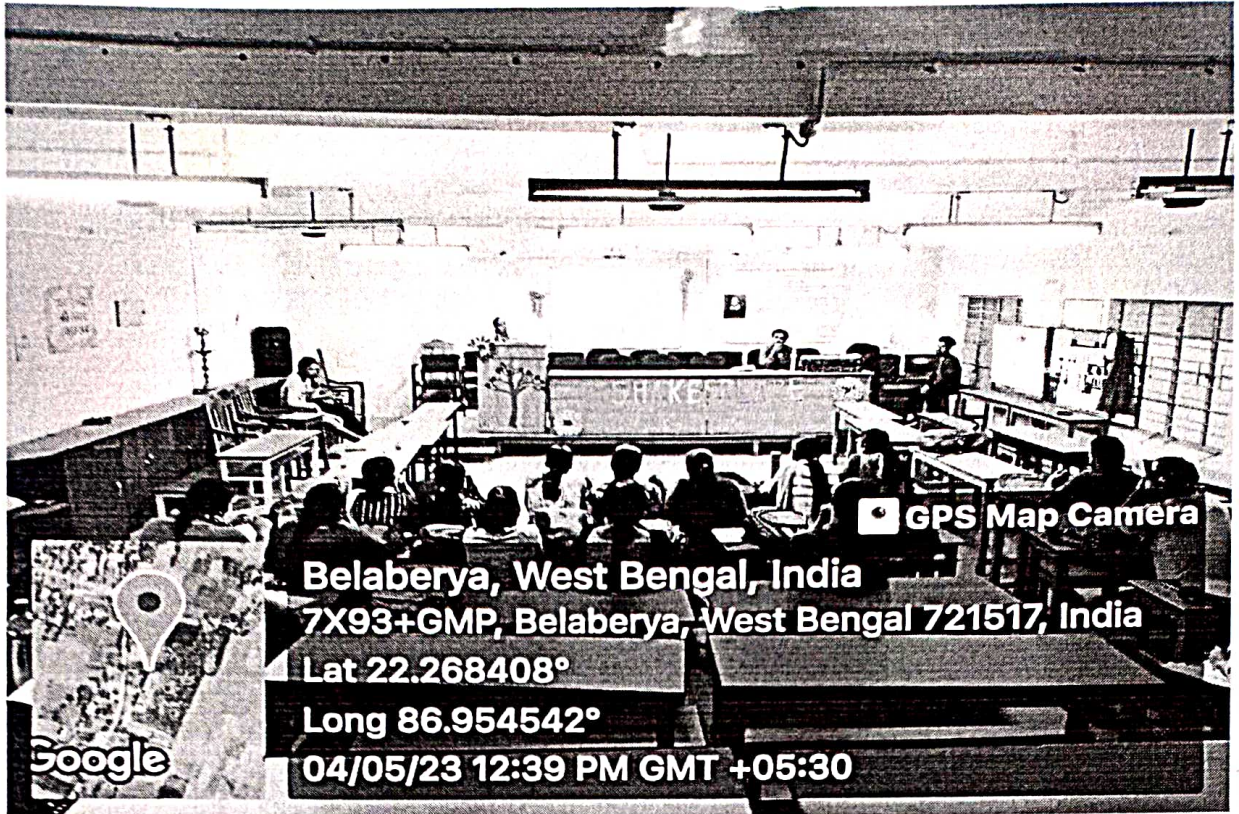 GPS Map Camera
Belaberya, West Bengal, India
7X93+GMP, Belaberya, West Bengal 721517, India
Lat 22.268408°
Long 86.954542°
04/05/23 12:39 PM GMT +05:30
Google